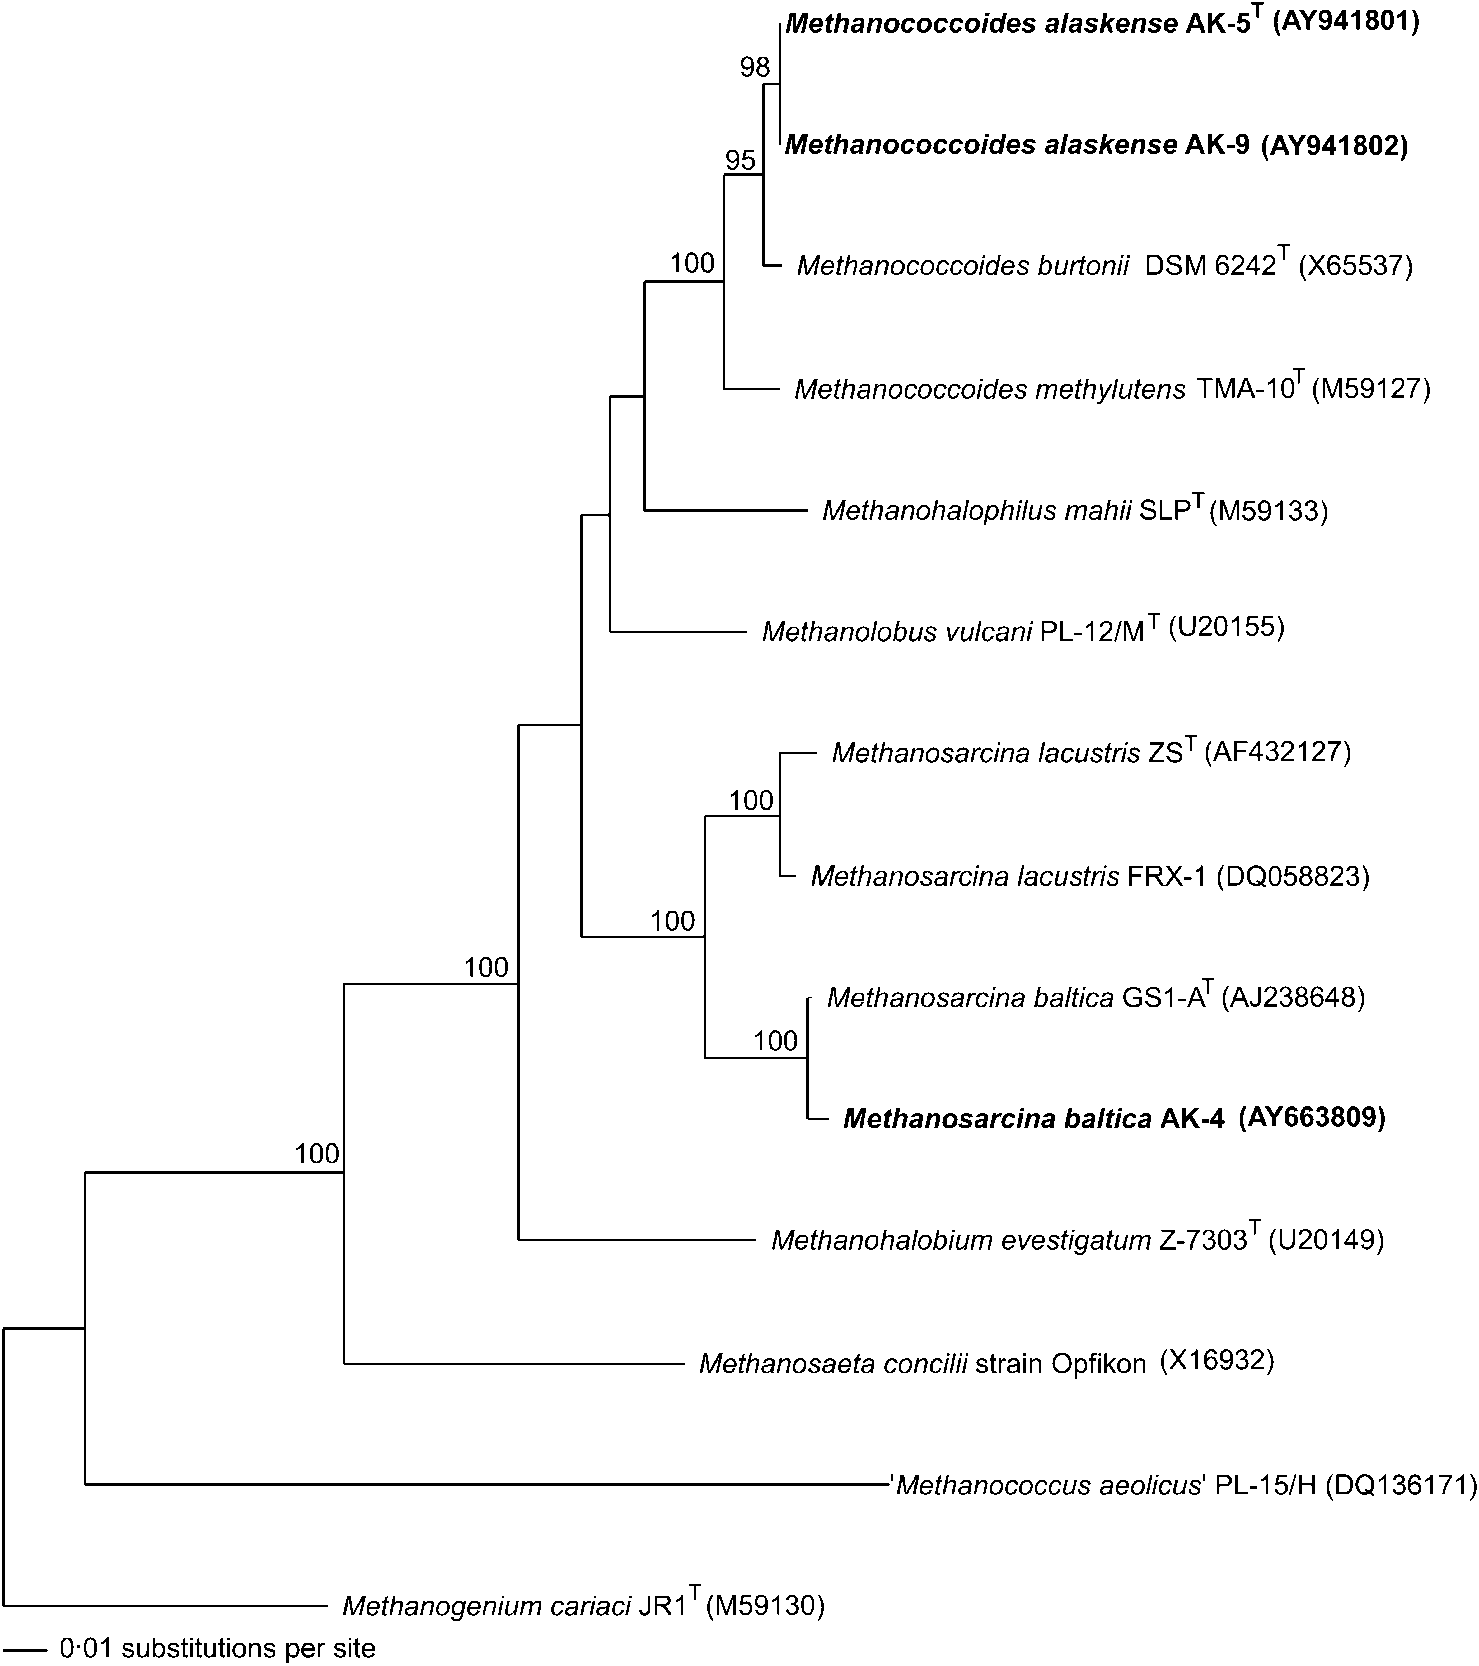 Methanococcoides alaskense AK-5T (AY941801)
98
Methanococcoides alaskense AK-9 (AY941802)
95
Methanococcoides burtonii DSM 6242T (X65537)
100
Methanococcoides methylutens TMA-10T (M59127)
Methanohalophilus mahii SLPT (M59133)
Methanolobus vulcani PL-12/MT (U20155)
Methanosarcina lacustris ZST (AF432127)
100
Methanosarcina lacustris FRX-1 (DQ058823)
100
100
Methanosarcina baltica GS1-AT (AJ238648)
100
Methanosarcina baltica AK-4 (AY663809)
100
Methanohalobium evestigatum Z-7303T (U20149)
Methanosaeta concilii strain Opfikon (X16932)
'Methanococcus aeolicus' PL-15/H (DQ136171)
Methanogenium cariaci JR1T (M59130)
0·01 substitutions per site